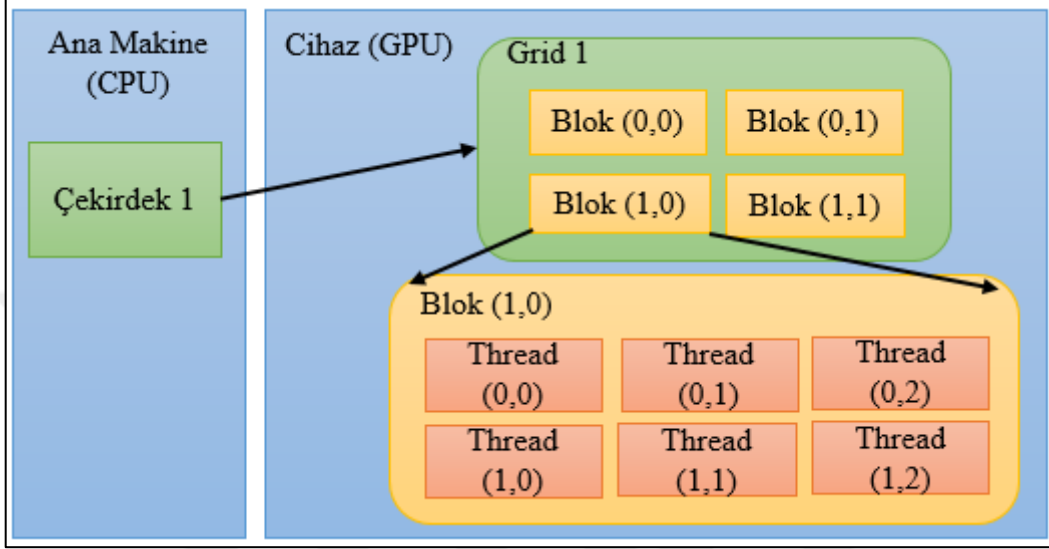 Ana Makine
(CPU)
Çekirdek 1
Cihaz (GPU)
Grid 1
Blok (0,0)
Blok (0,1)
Blok (1,0)
Blok (1,1)
Blok (1,0)
Thread
(0,0)
Thread
(0,1)
Thread
(0,2)
Thread
(1,0)
Thread
(1,1)
Thread
(1,2)